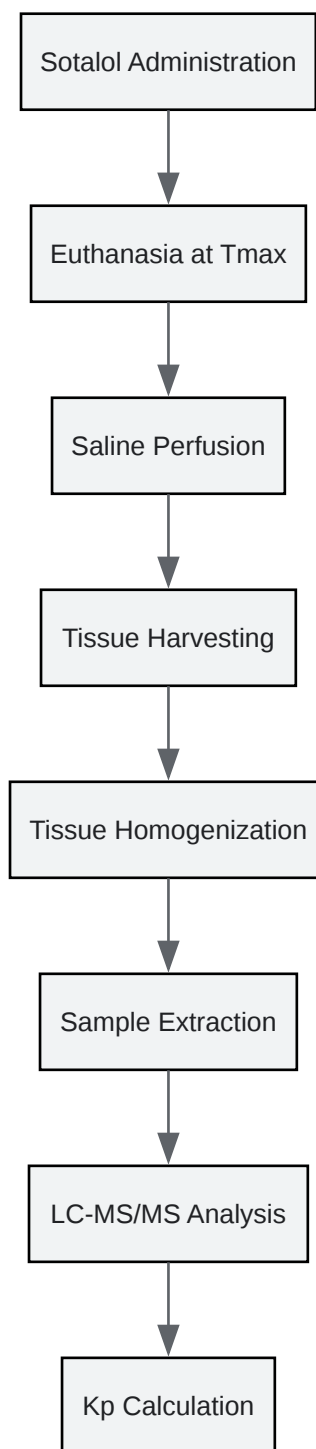 Sotalol Administration
Euthanasia at Tmax
Saline Perfusion
Tissue Harvesting
Tissue Homogenization
Sample Extraction
LC-MS/MS Analysis
Kp Calculation